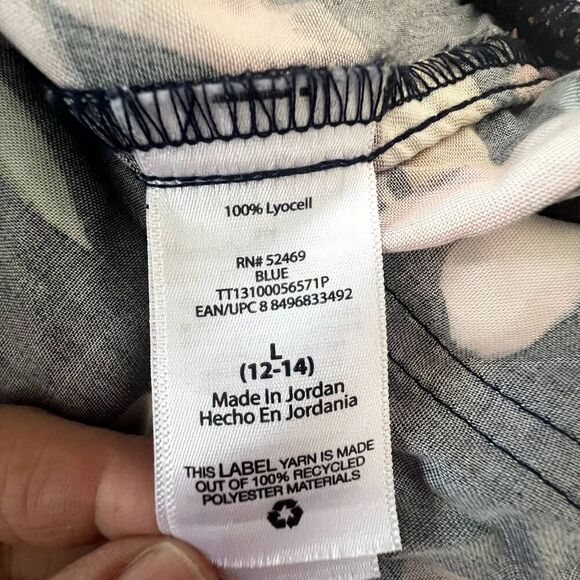 100% Lyocell
RN# 52469
BLUE
TT13100056571P
EAN/UPC 8 8496833492
L
(12-14)
Made In Jordan
Hecho En Jordania
THIS LABEL YARN IS MADE
OUT OF 100% RECYCLED
POLYESTER MATERIALS